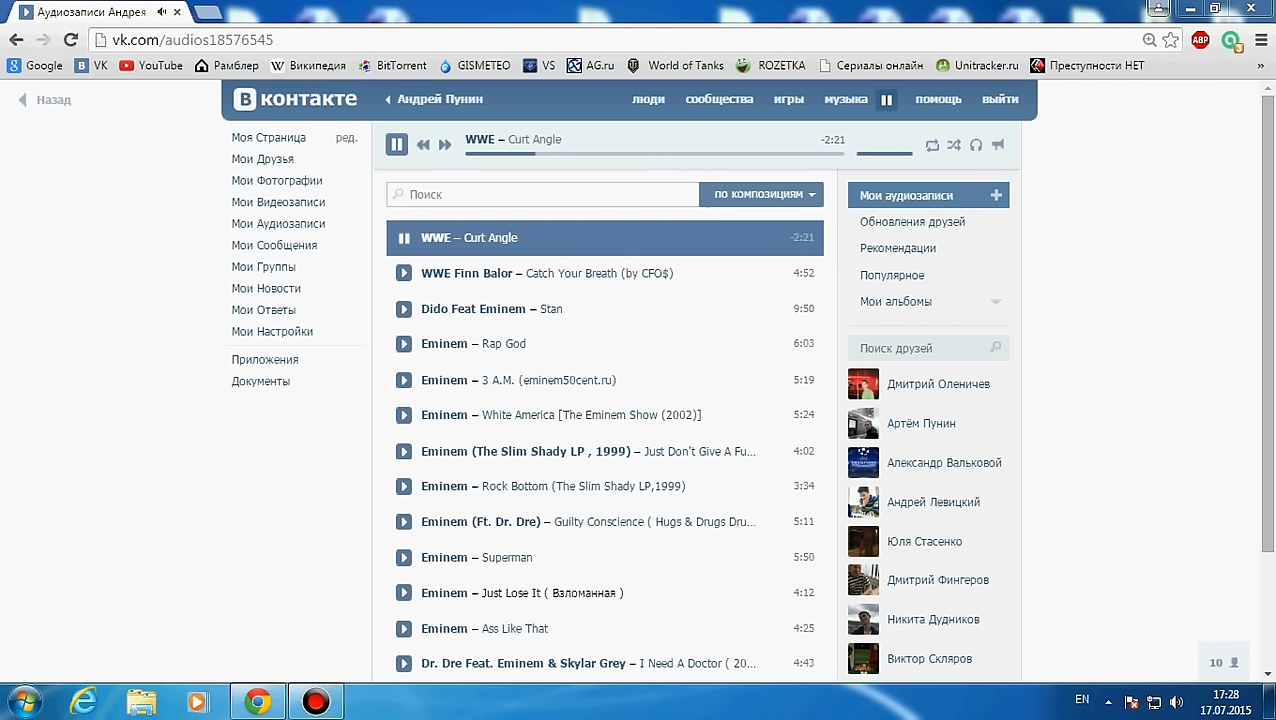 Аудиозаписи Андрея
vk.com/audios18576545
ABP
3
Google VK YouTube Рамблер Википедия BitTorrent GISMETEO VS AG.ru World of Tanks ROZETKA Сериалы онлайн Unitracker.ru Преступности НЕТ »
Назад
В контакте Андрей Пунин люди сообщества игры музыка помощь выйти
Моя Страница ред.
Мои Друзья
Мои Фотографии
Мои Видеозаписи
Мои Аудиозаписи
Мои Сообщения
Мои Группы
Мои Новости
Мои Ответы
Мои Настройки
Приложения
Документы
WWE – Curt Angle -2:21
Поиск по композициям
WWE – Curt Angle -2:21
WWE Finn Balor – Catch Your Breath (by CFO$) 4:52
Dido Feat Eminem – Stan 9:50
Eminem – Rap God 6:03
Eminem – 3 A.M. (eminem50cent.ru) 5:19
Eminem – White America [The Eminem Show (2002)] 5:24
Eminem (The Slim Shady LP , 1999) – Just Don't Give A Fu... 4:02
Eminem – Rock Bottom (The Slim Shady LP,1999) 3:34
Eminem (Ft. Dr. Dre) – Guilty Conscience ( Hugs & Drugs Dru... 5:11
Eminem – Superman 5:50
Eminem – Just Lose It ( Взломанная ) 4:12
Eminem – Ass Like That 4:25
Dr. Dre Feat. Eminem & Skylar Grey – I Need A Doctor ( 20... 4:43
Мои аудиозаписи
Обновления друзей
Рекомендации
Популярное
Мои альбомы
Поиск друзей
Дмитрий Оленичев
Артём Пунин
Александр Вальковой
Андрей Левицкий
Юля Стасенко
Дмитрий Фингеров
Никита Дудников
Виктор Скляров
10
EN 17:28
17.07.2015